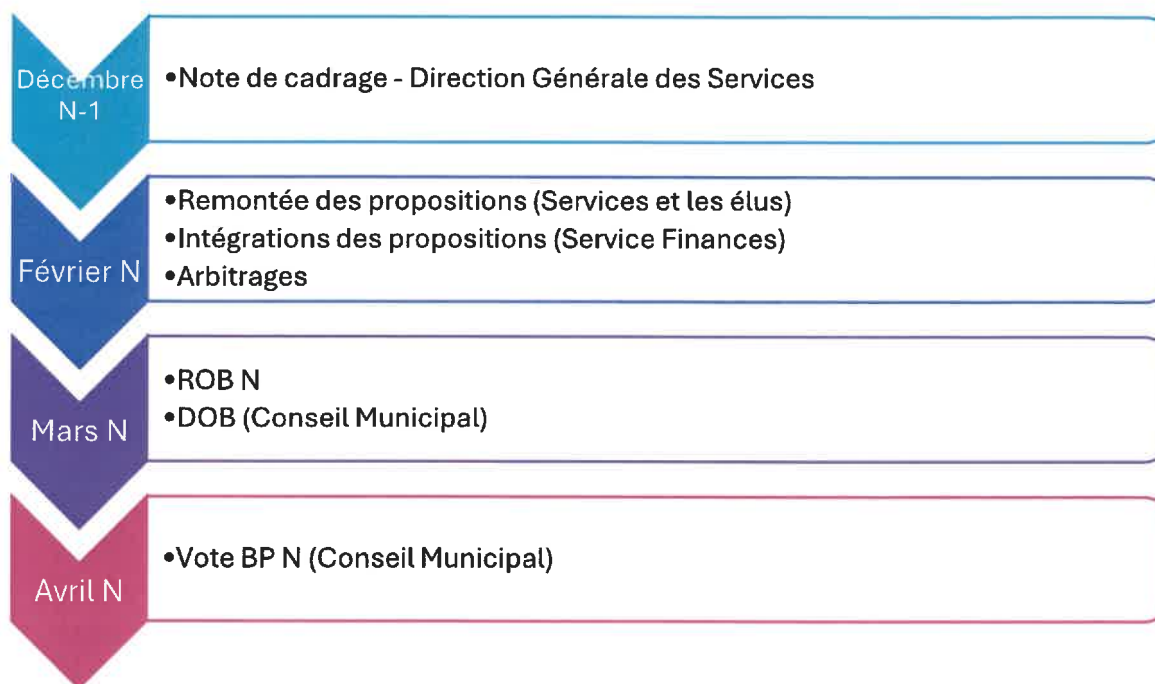 Décembre
N-1
•Note de cadrage - Direction Générale des Services
Février N
•Remontée des propositions (Services et les élus)
•Intégrations des propositions (Service Finances)
•Arbitrages
Mars N
•ROB N
•DOB (Conseil Municipal)
Avril N
•Vote BP N (Conseil Municipal)